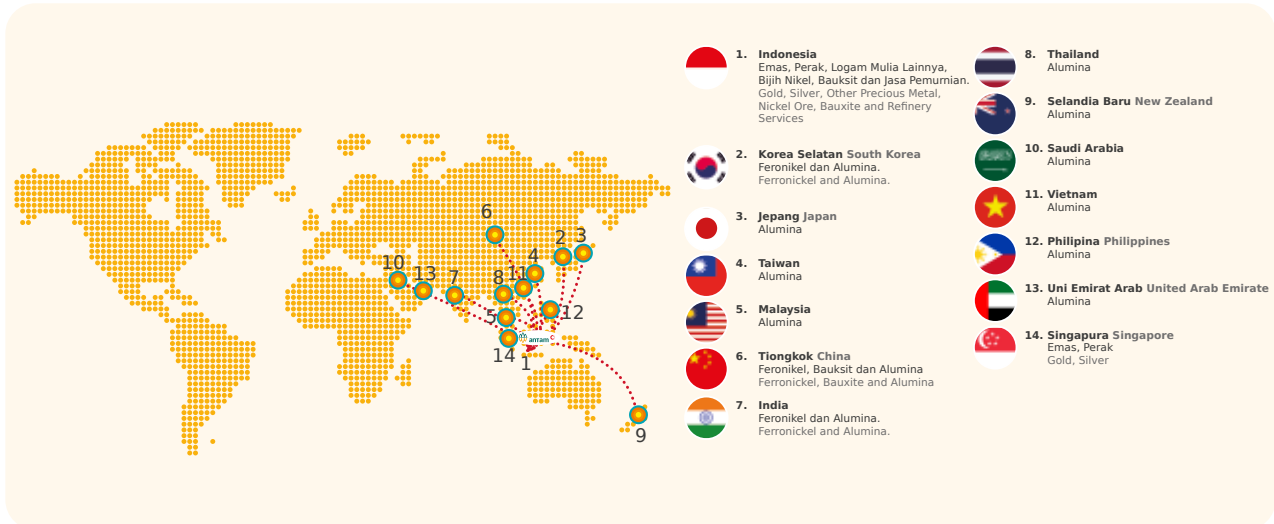 6
2
3
4
10
13
7
8
11
5
12
antam
14
1
9
1. Indonesia
Emas, Perak, Logam Mulia Lainnya,
Bijih Nikel, Bauksit dan Jasa Pemurnian.
Gold, Silver, Other Precious Metal,
Nickel Ore, Bauxite and Refinery
Services
2. Korea Selatan South Korea
Feronikel dan Alumina.
Ferronickel and Alumina.
3. Jepang Japan
Alumina
4. Taiwan
Alumina
5. Malaysia
Alumina
6. Tiongkok China
Feronikel, Bauksit dan Alumina
Ferronickel, Bauxite and Alumina
7. India
Feronikel dan Alumina.
Ferronickel and Alumina.
8. Thailand
Alumina
9. Selandia Baru New Zealand
Alumina
10. Saudi Arabia
Alumina
11. Vietnam
Alumina
12. Philipina Philippines
Alumina
13. Uni Emirat Arab United Arab Emirate
Alumina
14. Singapura Singapore
Emas, Perak
Gold, Silver